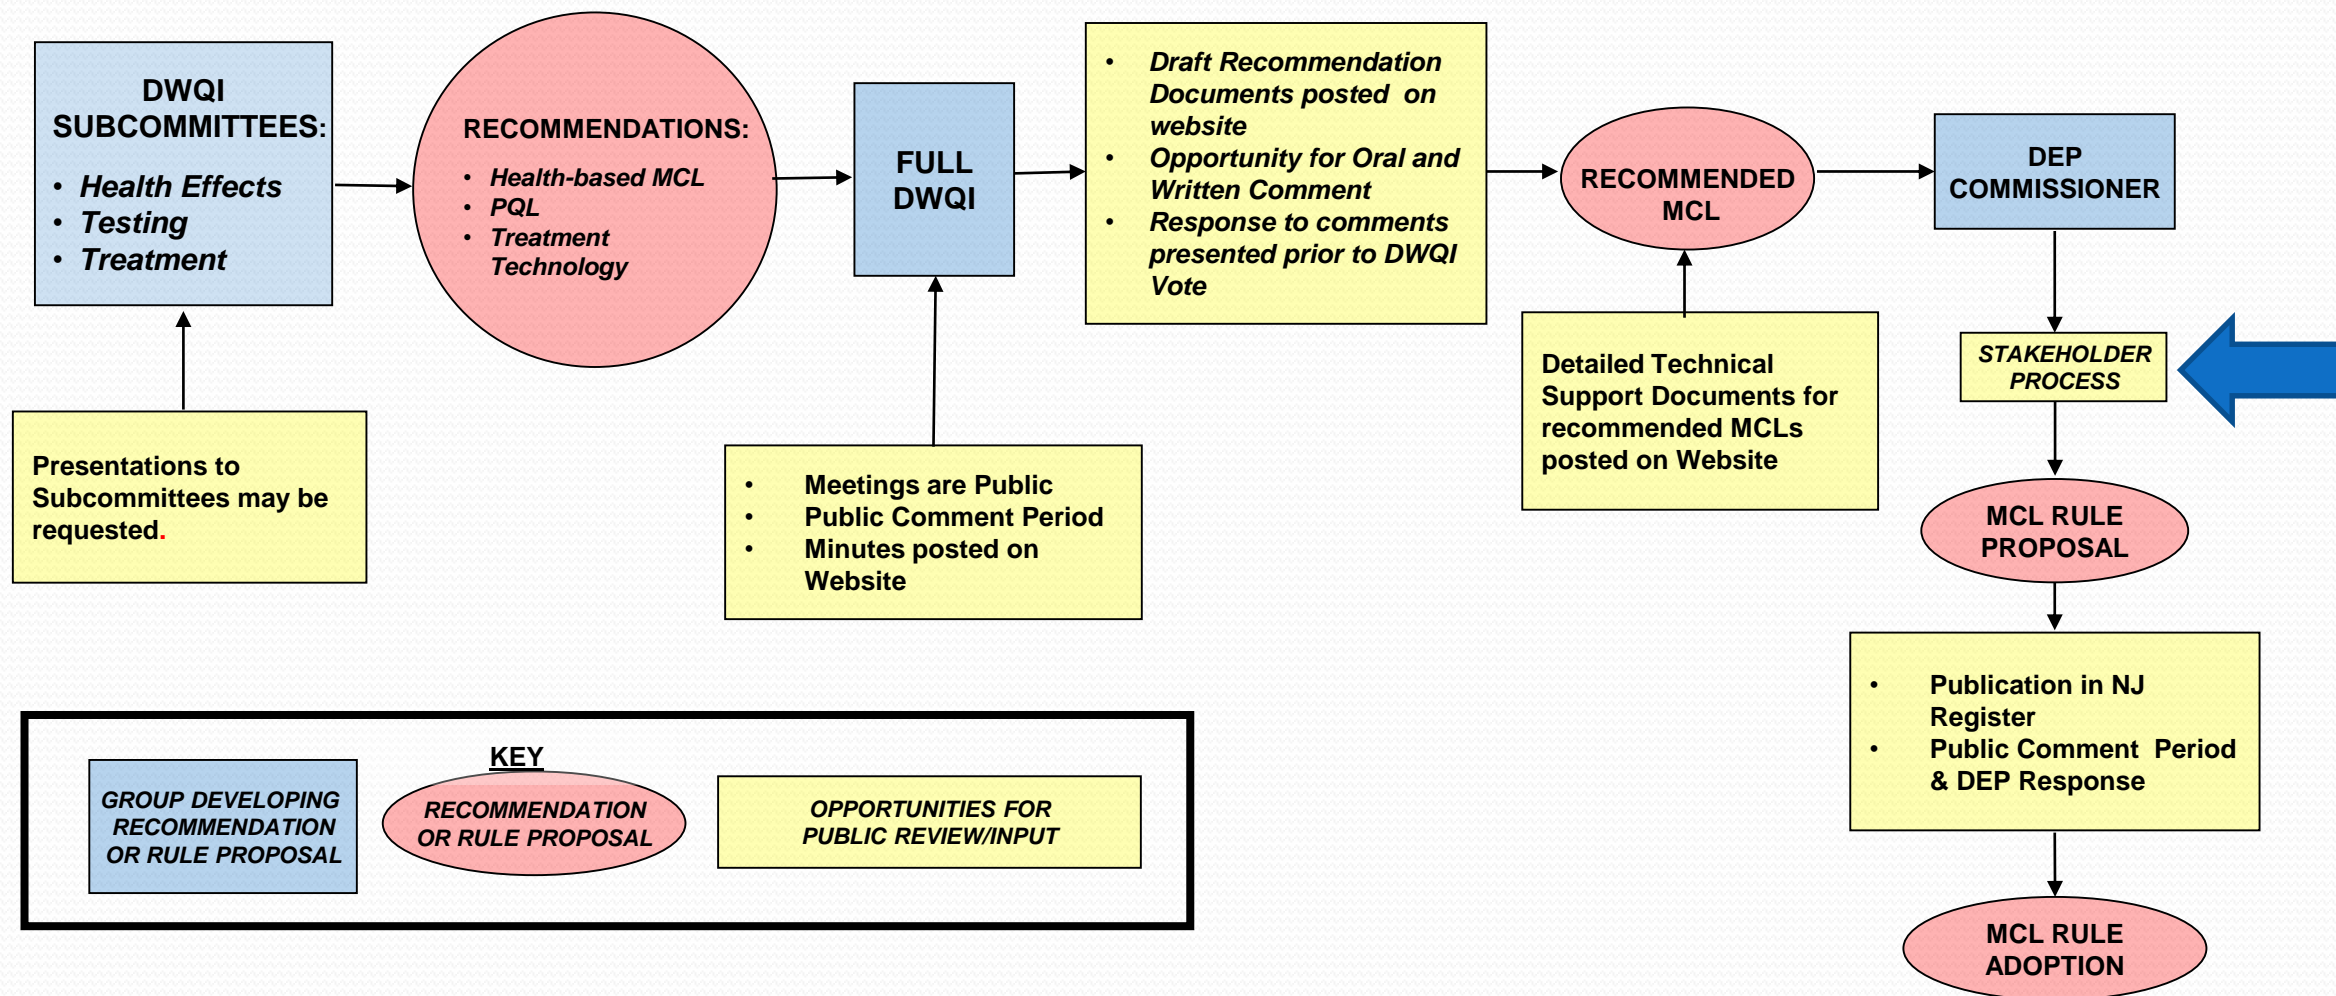 DWQI
SUBCOMMITTEES:
• Health Effects
• Testing
• Treatment
RECOMMENDATIONS:
• Health-based MCL
• PQL
• Treatment
Technology
FULL
DWQI
• Draft Recommendation
Documents posted on
website
• Opportunity for Oral and
Written Comment
• Response to comments
presented prior to DWQI
Vote
RECOMMENDED
MCL
DEP
COMMISSIONER
STAKEHOLDER
PROCESS
Presentations to
Subcommittees may be
requested.
• Meetings are Public
• Public Comment Period
• Minutes posted on
Website
Detailed Technical
Support Documents for
recommended MCLs
posted on Website
MCL RULE
PROPOSAL
• Publication in NJ
Register
• Public Comment Period
& DEP Response
MCL RULE
ADOPTION
KEY
GROUP DEVELOPING
RECOMMENDATION
OR RULE PROPOSAL
RECOMMENDATION
OR RULE PROPOSAL
OPPORTUNITIES FOR
PUBLIC REVIEW/INPUT